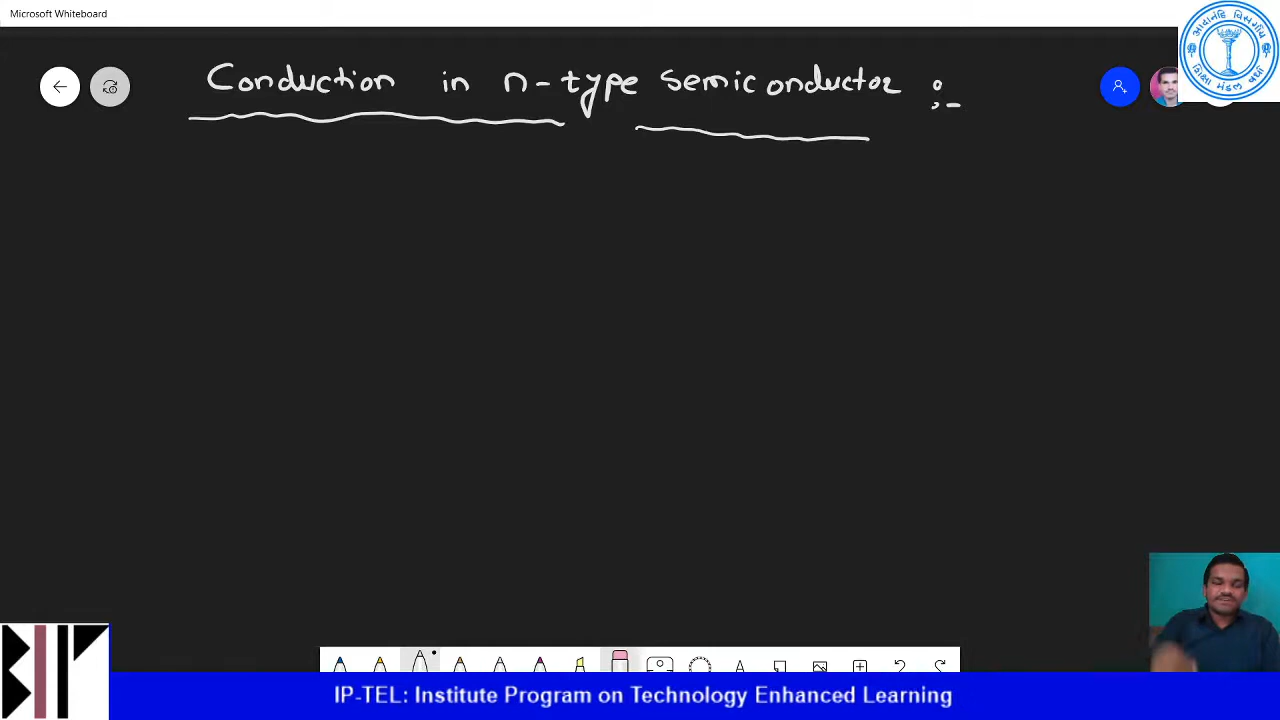 Microsoft Whiteboard
Conduction in n-type semiconductor :-
IP-TEL: Institute Program on Technology Enhanced Learning